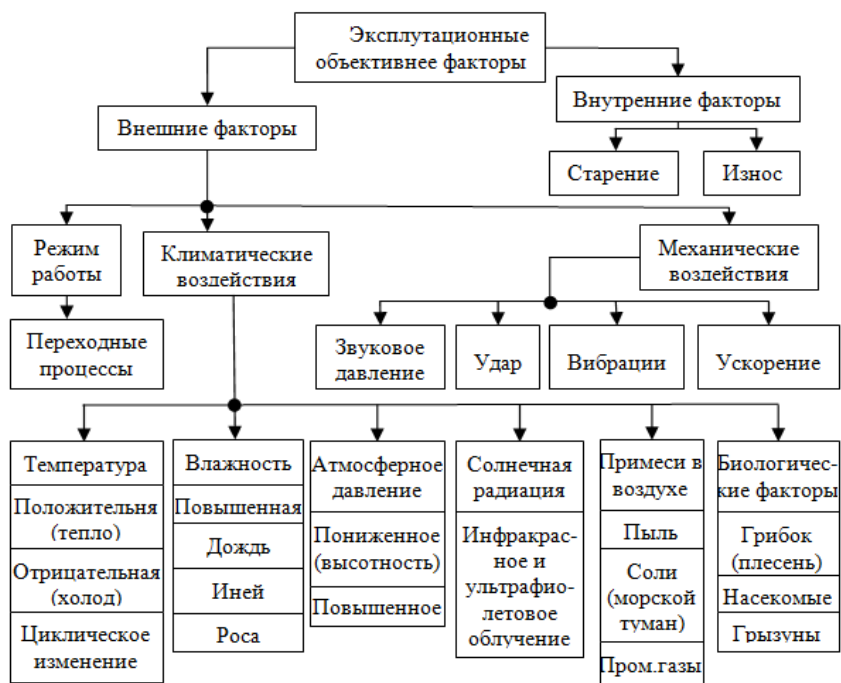 Эксплутационные
объективнее факторы
Внутренние факторы
Внешние факторы
Старение
Износ
Режим
работы
Климатические
воздействия
Механические
воздействия
Переходные
процессы
Звуковое
давление
Удар
Вибрации
Ускорение
Температура
Положительня
(тепло)
Отрицательная
(холод)
Циклическое
изменение
Влажность
Повышенная
Дождь
Иней
Роса
Атмосферное
давление
Пониженное
(высотность)
Повышенное
Солнечная
радиация
Инфракрас-
ное и
ультрафио-
летовое
облучение
Примеси в
воздухе
Пыль
Соли
(морской
туман)
Пром.газы
Биологичес-
кие факторы
Грибок
(плесень)
Насекомые
Грызуны